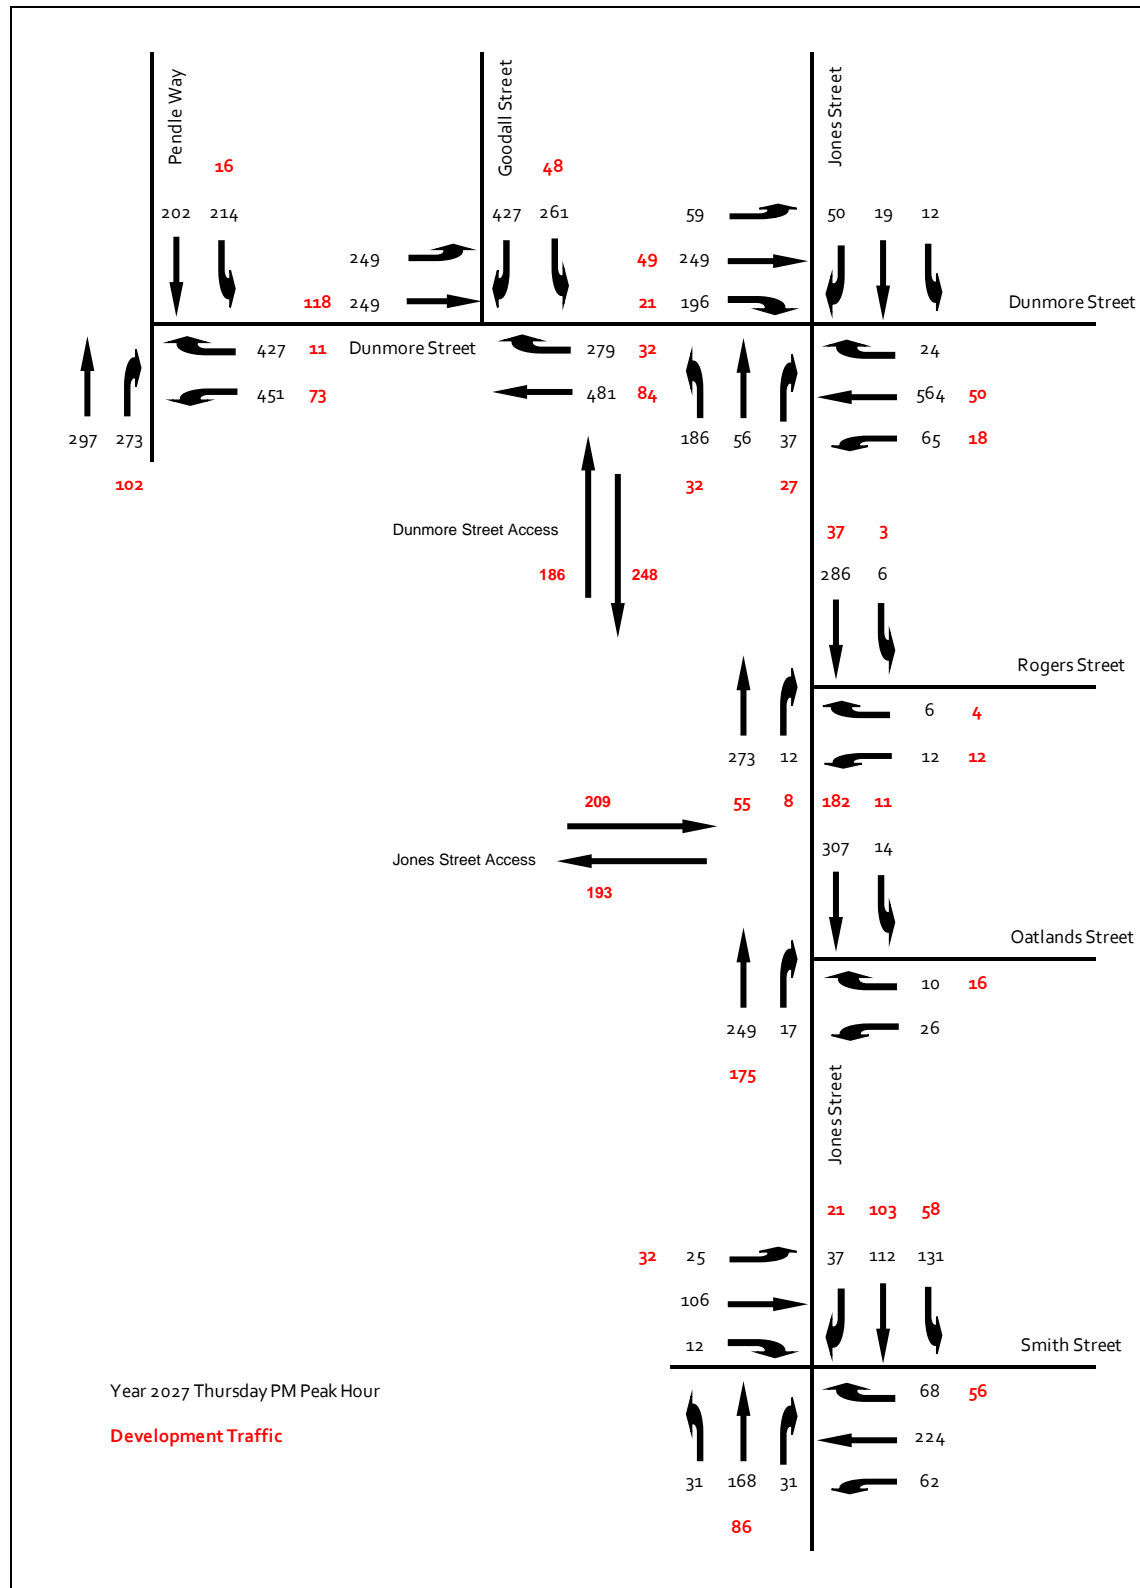 Pendle Way
Goodall Street
Jones Street
16
48
202 214
427 261
59
50 19 12
249
49 249
118 249
21 196
Dunmore Street
427 11
Dunmore Street
279 32
24
451 73
481 84
564 50
297 273
186 56 37
65 18
102
32 27
Dunmore Street Access
37 3
186 248
286 6
Rogers Street
6 4
273 12
12 12
209
55 8
182 11
Jones Street Access
307 14
193
Oatlands Street
10 16
249 17
26
175
Jones Street
21 103 58
32 25
37 112 131
106
12
Smith Street
Year 2027 Thursday PM Peak Hour
68 56
Development Traffic
224
31 168 31
62
86